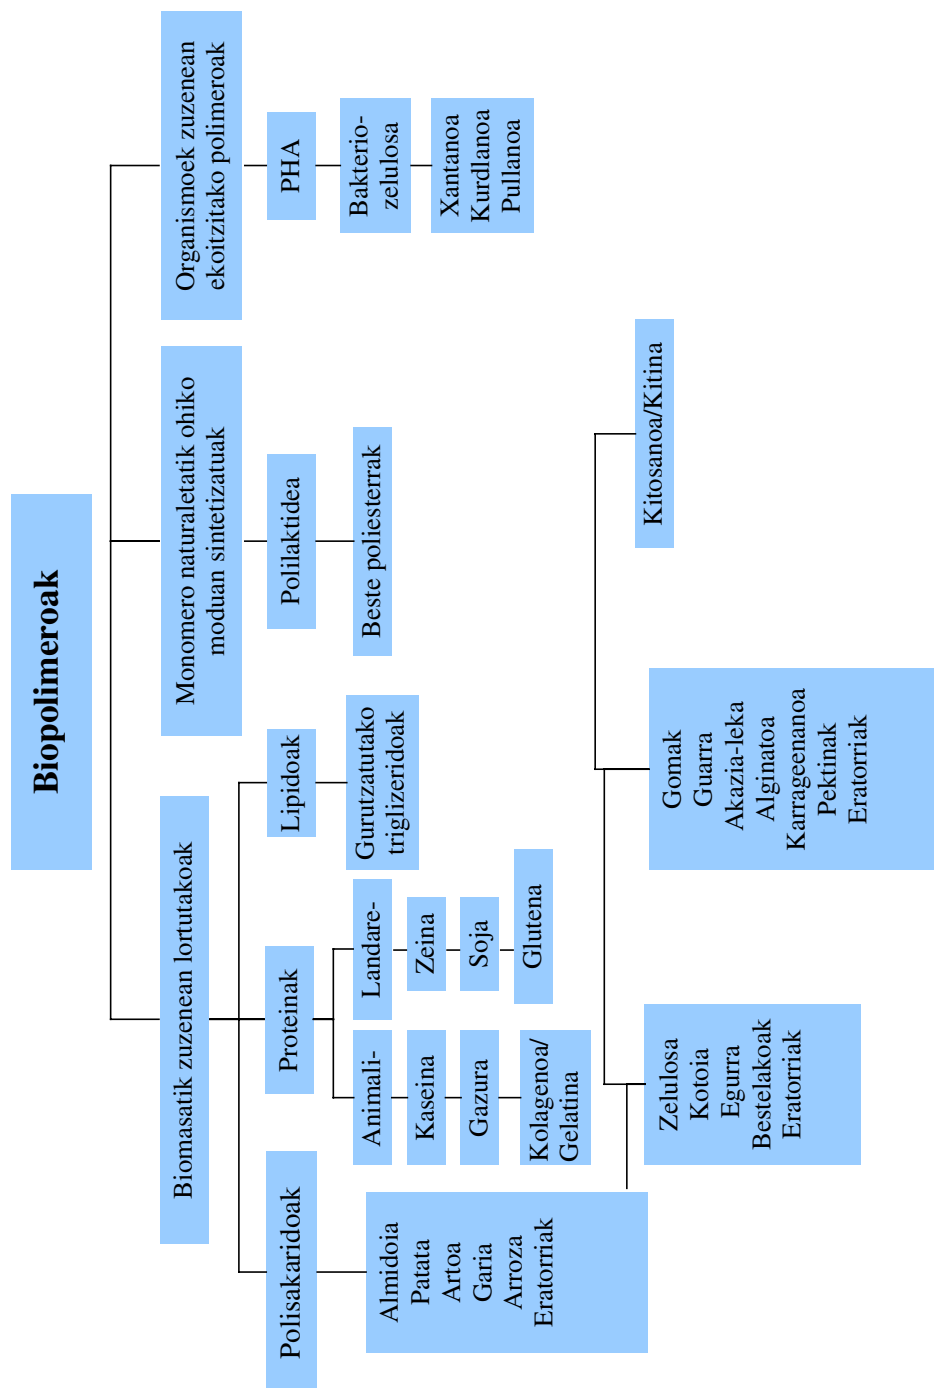 Biopolimeroak
Biomasatik zuzenean lortutakoak
Monomero naturaletatik ohiko
moduan sintetizatuak
Organismoek zuzenean
ekoitzitako polimeroak
Polisakaridoak
Proteinak
Lipidoak
Polilaktidea
PHA
Almidoia
Patata
Artoa
Garia
Arroza
Eratorriak
Animali-
Kaseina
Gazura
Kolagenoa/
Gelatina
Landare-
Zeina
Soja
Glutena
Gurutzatutako
triglizeridoak
Beste poliesterrak
Bakterio-
zelulosa
Xantanoa
Kurdlanoa
Pullanoa
Zelulosa
Kotoia
Egurra
Bestelakoak
Eratorriak
Gomak
Guarra
Akazia-leka
Alginatoa
Karrageenanoa
Pektinak
Eratorriak
Kitosanoa/Kitina